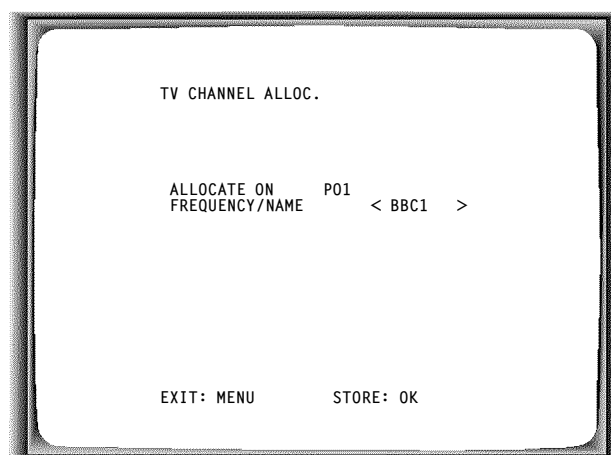 TV CHANNEL ALLOC.
ALLOCATE ON P01
FREQUENCY/NAME < BBC1 >
EXIT: MENU STORE: OK